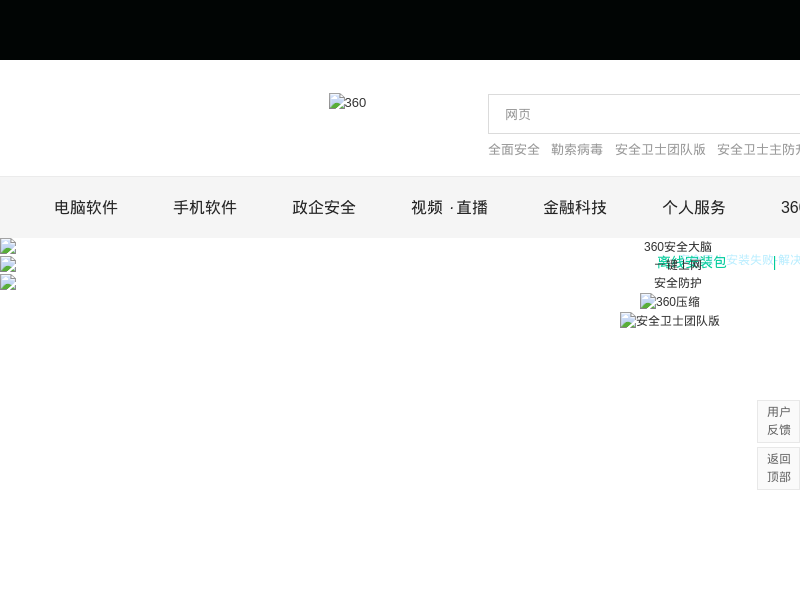 360
网页
全面安全 勒索病毒 安全卫士团队版 安全卫士主防
电脑软件 手机软件 政企安全 视频 · 直播 金融科技 个人服务 360
360安全大脑
离线安装包 安装失败 解决
一键上网
安全防护
360压缩
安全卫士团队版
用户
反馈
返回
顶部